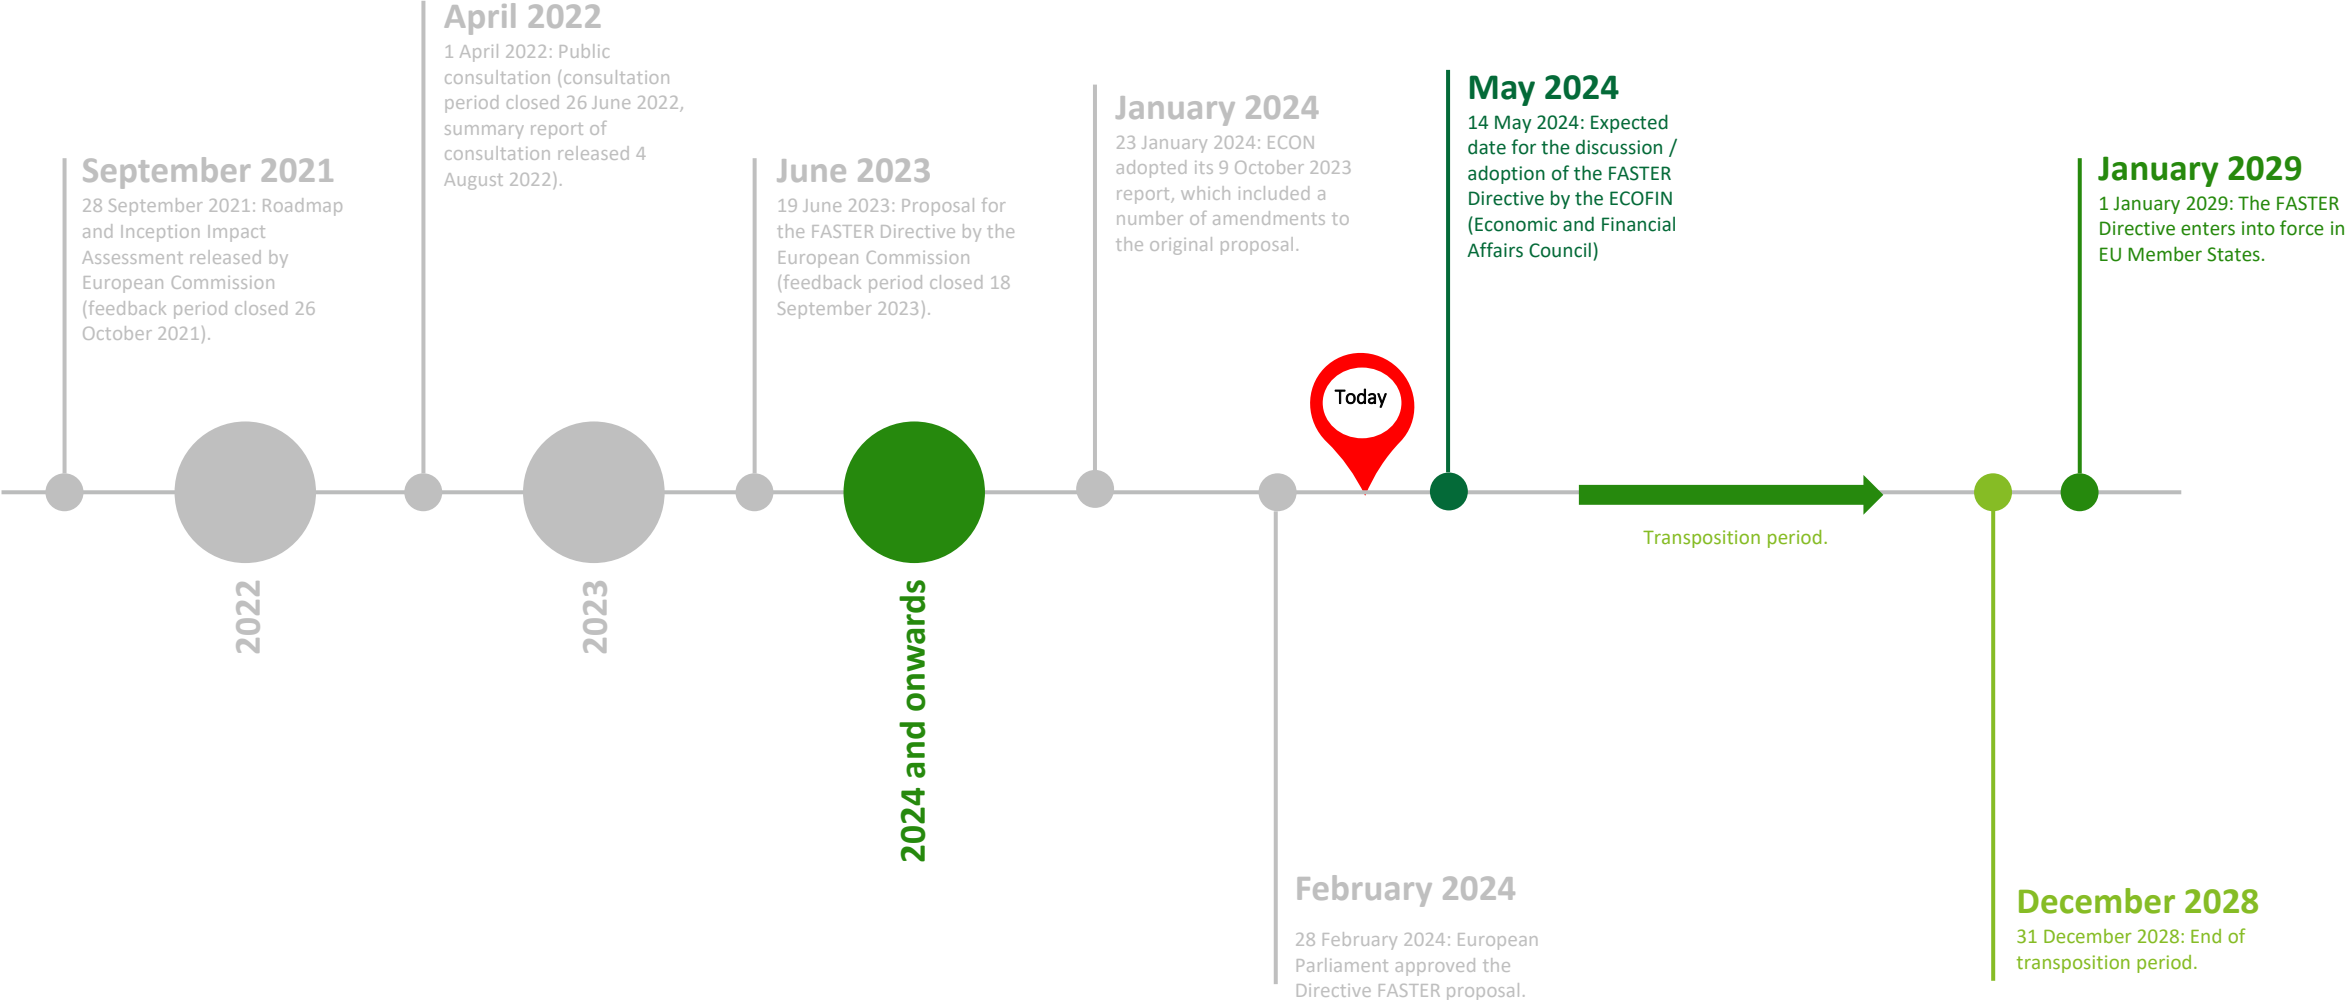 April 2022
1 April 2022: Public
consultation (consultation
period closed 26 June 2022,
summary report of
consultation released 4
August 2022).
September 2021
28 September 2021: Roadmap
and Inception Impact
Assessment released by
European Commission
(feedback period closed 26
October 2021).
June 2023
19 June 2023: Proposal for
the FASTER Directive by the
European Commission
(feedback period closed 18
September 2023).
January 2024
23 January 2024: ECON
adopted its 9 October 2023
report, which included a
number of amendments to
the original proposal.
May 2024
14 May 2024: Expected
date for the discussion /
adoption of the FASTER
Directive by the ECOFIN
(Economic and Financial
Affairs Council)
January 2029
1 January 2029: The FASTER
Directive enters into force in
EU Member States.
Today
Transposition period.
2022
2023
2024 and onwards
February 2024
28 February 2024: European
Parliament approved the
Directive FASTER proposal.
December 2028
31 December 2028: End of
transposition period.